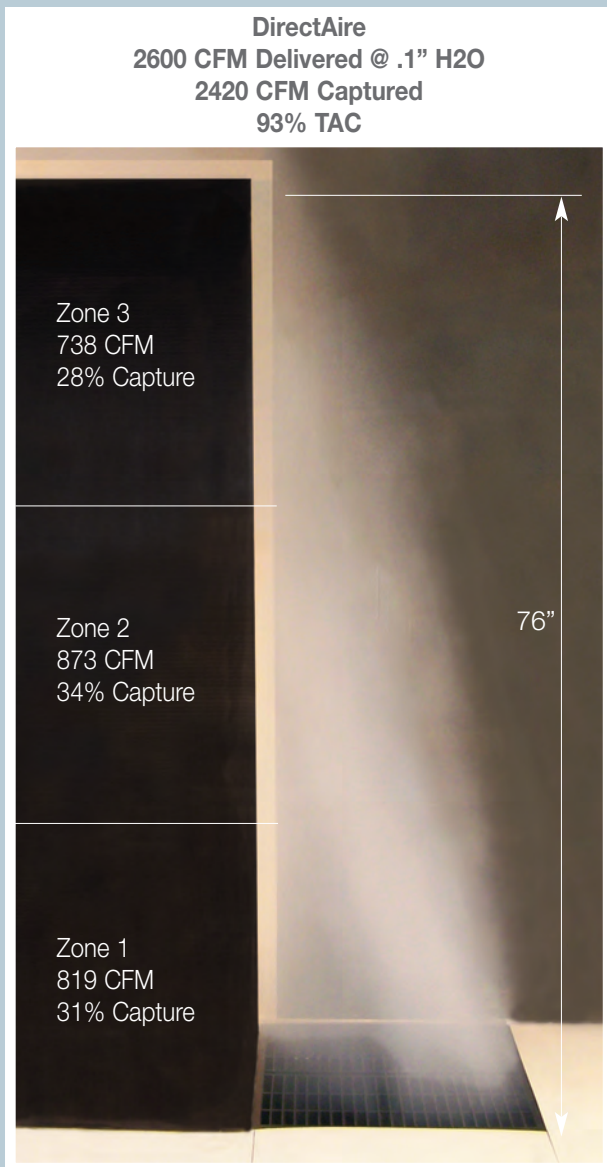 DirectAire
2600 CFM Delivered @ .1” H2O
2420 CFM Captured
93% TAC
Zone 3
738 CFM
28% Capture
Zone 2
873 CFM
34% Capture
76”
Zone 1
819 CFM
31% Capture